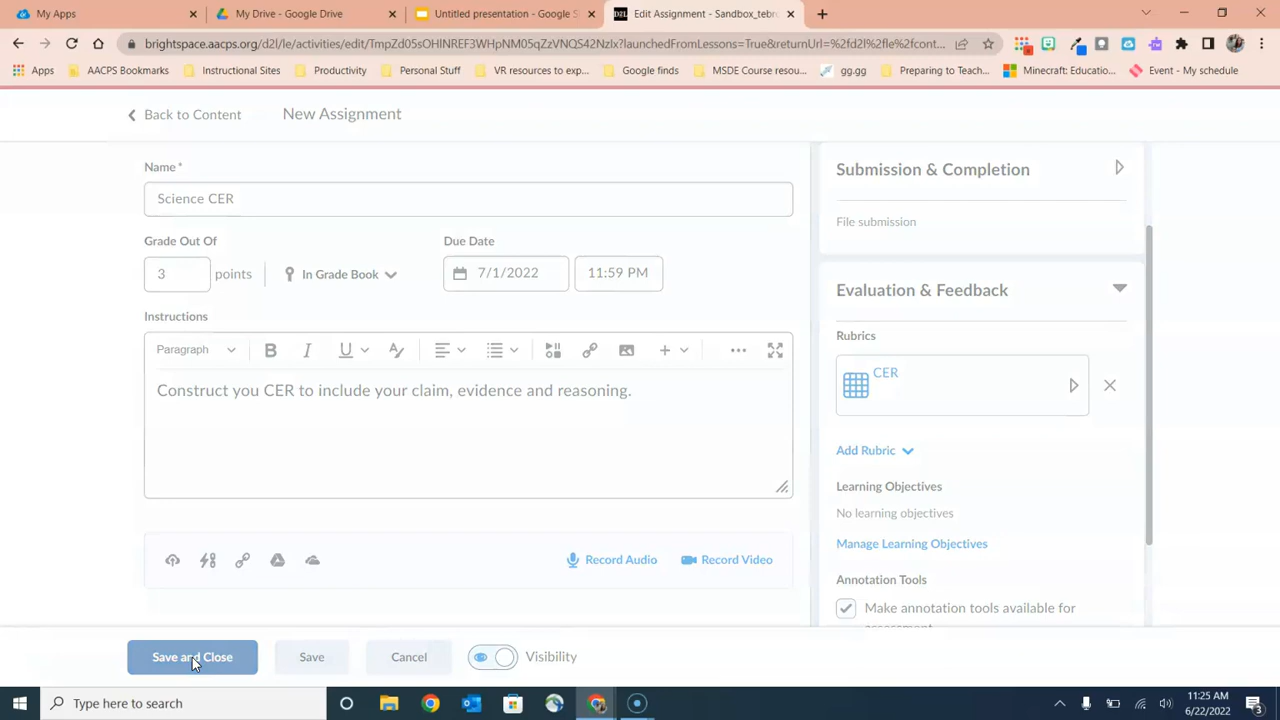 My Apps
My Drive - Google Drive
Untitled presentation - Google S
Edit Assignment - Sandbox_tebro
brightspace.aacps.org/d2l/le/activities/edit/TmpZd05sSHlNTEF3WHpNM05qZzVNQS42Nzlx?launchedFromLessons=True&returnUrl=%2fd2l%2fle%2fcont...
Apps
AACPS Bookmarks
Instructional Sites
Productivity
Personal Stuff
VR resources to exp...
Google finds
MSDE Course resou...
gg.gg
Preparing to Teach...
Minecraft: Educatio...
Event - My schedule
Back to Content
New Assignment
Name *
Science CER
Grade Out Of
3 points
In Grade Book
Due Date
7/1/2022
11:59 PM
Instructions
Paragraph
Construct you CER to include your claim, evidence and reasoning.
Record Audio
Record Video
Submission & Completion
File submission
Evaluation & Feedback
Rubrics
CER
Add Rubric
Learning Objectives
No learning objectives
Manage Learning Objectives
Annotation Tools
Make annotation tools available for
assessment
Save and Close
Save
Cancel
Visibility
Type here to search
11:25 AM
6/22/2022
3